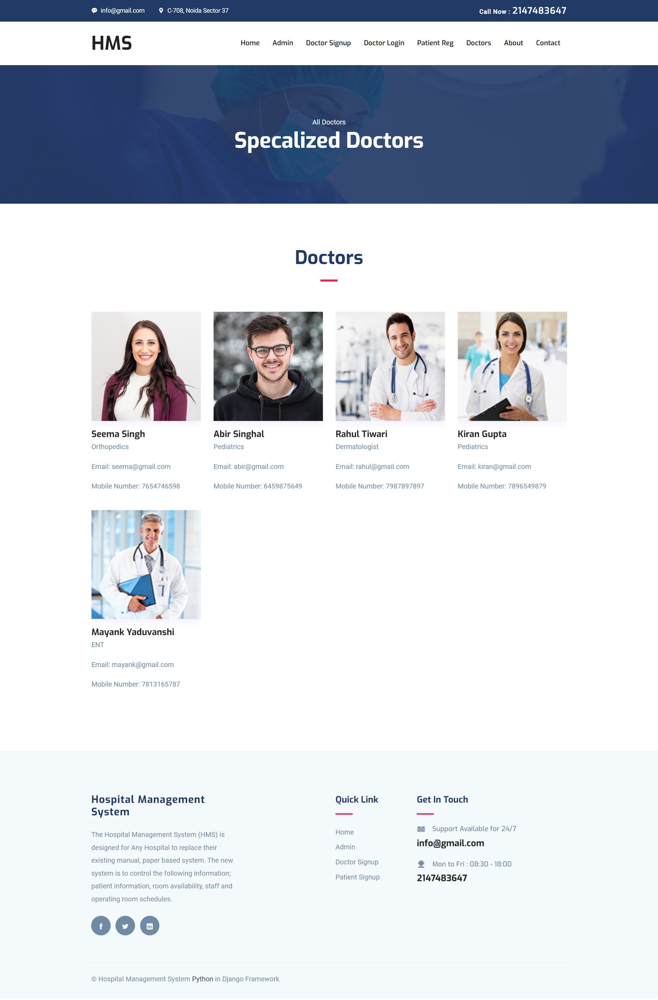 info@gmail.com
C-708, Noida Sector 37
Call Now : 2147483647
HMS
Home
Admin
Doctor Signup
Doctor Login
Patient Reg
Doctors
About
Contact
All Doctors
Specalized Doctors
Doctors
Seema Singh
Orthopedics
Email: seema@gmail.com
Mobile Number: 7654746598
Abir Singhal
Pediatrics
Email: abir@gmail.com
Mobile Number: 6459875649
Rahul Tiwari
Dermatologist
Email: rahul@gmail.com
Mobile Number: 7987897897
Kiran Gupta
Pediatrics
Email: kiran@gmail.com
Mobile Number: 7896549879
Mayank Yaduvanshi
ENT
Email: mayank@gmail.com
Mobile Number: 7813165787
Hospital Management
System
The Hospital Management System (HMS) is
designed for Any Hospital to replace their
existing manual, paper based system. The new
system is to control the following information;
patient information, room availability, staff and
operating room schedules.
Quick Link
Home
Admin
Doctor Signup
Patient Signup
Get In Touch
Support Available for 24/7
info@gmail.com
Mon to Fri : 08:30 - 18:00
2147483647
© Hospital Management System Python in Django Framework